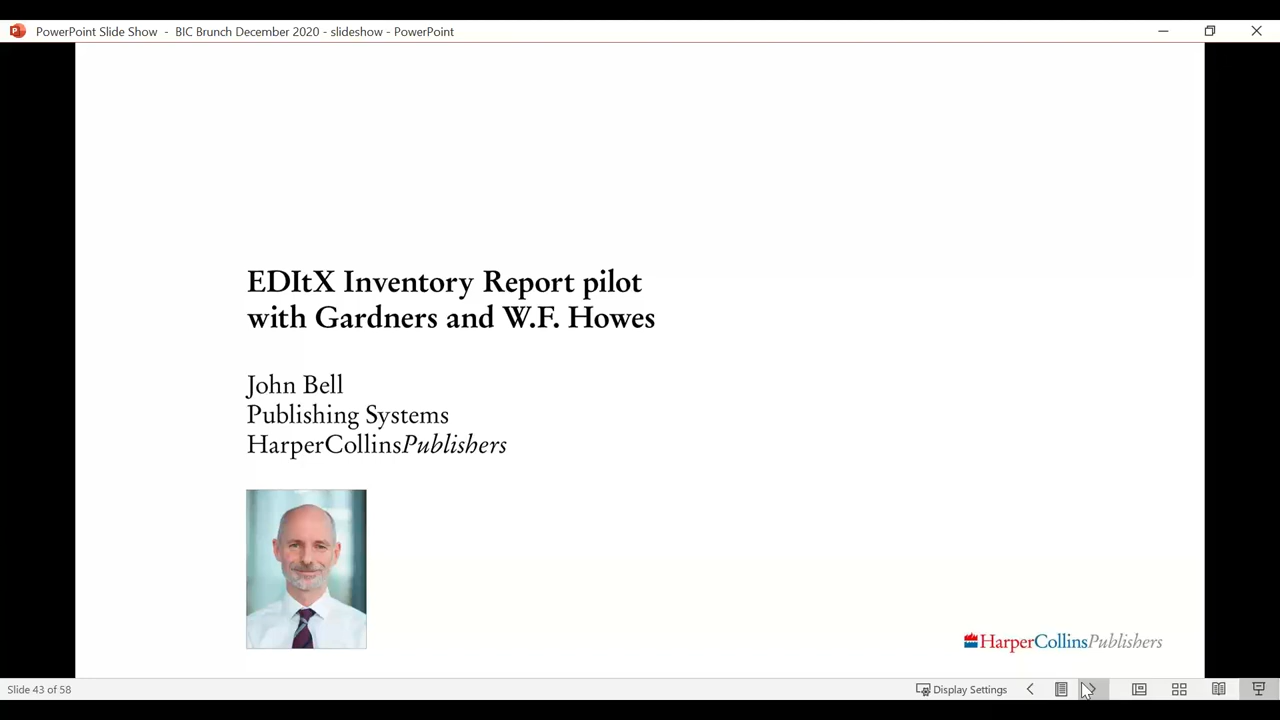 PowerPoint Slide Show - BIC Brunch December 2020 - slideshow - PowerPoint
EDItX Inventory Report pilot
with Gardners and W.F. Howes
John Bell
Publishing Systems
HarperCollinsPublishers
HarperCollinsPublishers
Slide 43 of 58
Display Settings